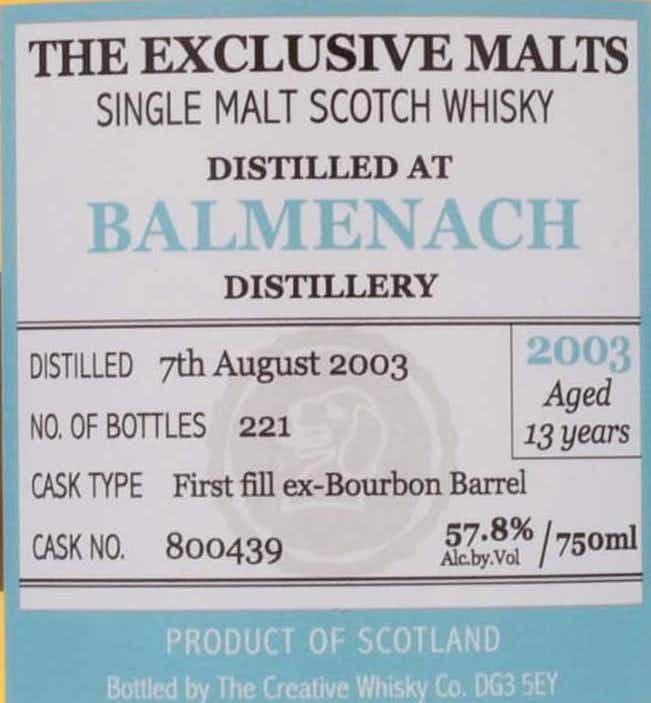 THE EXCLUSIVE MALTS
SINGLE MALT SCOTCH WHISKY
DISTILLED AT
BALMENACH
DISTILLERY
DISTILLED 7th August 2003
2003
Aged
13 years
NO. OF BOTTLES 221
CASK TYPE First fill ex-Bourbon Barrel
CASK NO. 800439
57.8% /750ml
Alc.by.Vol
PRODUCT OF SCOTLAND
Bottled by The Creative Whisky Co. DG3 5EY